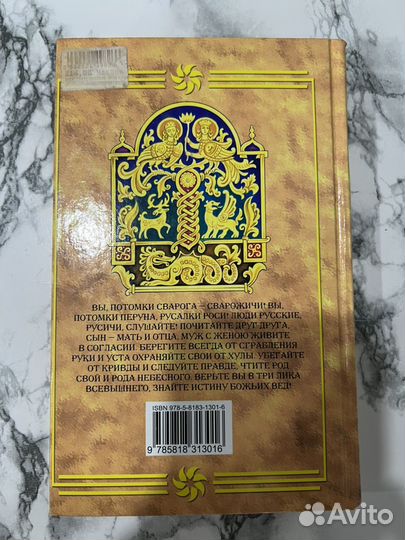 ВЫ, ПОТОМКИ СВАРОГА – СВАРОЖИЧИ! ВЫ,
ПОТОМКИ ПЕРУНА, РУСАЛКИ РОСИ! ЛЮДИ РУССКИЕ,
РУСИЧИ, СЛУШАЙТЕ! ПОЧИТАЙТЕ ДРУГ ДРУГА,
СЫН – МАТЬ И ОТЦА, МУЖ С ЖЕНОЮ ЖИВИТЕ
В СОГЛАСИИ. БЕРЕГИТЕ ВСЕГДА ОТ СГРАБЛЕНИЯ
РУКИ И УСТА ОХРАНЯЙТЕ СВОИ ОТ ХУЛЫ. УБЕГАЙТЕ
ОТ КРИВДЫ И СЛЕДУЙТЕ ПРАВДЕ, ЧТИТЕ РОД
СВОЙ И РОДА НЕБЕСНОГО. ВЕРЬТЕ ВЫ В ТРИ ЛИКА
ВСЕВЫШНЕГО, ЗНАЙТЕ ИСТИНУ БОЖЬИХ ВЕД!
ISBN 978-5-8183-1301-6
9 785818 313016
Avito